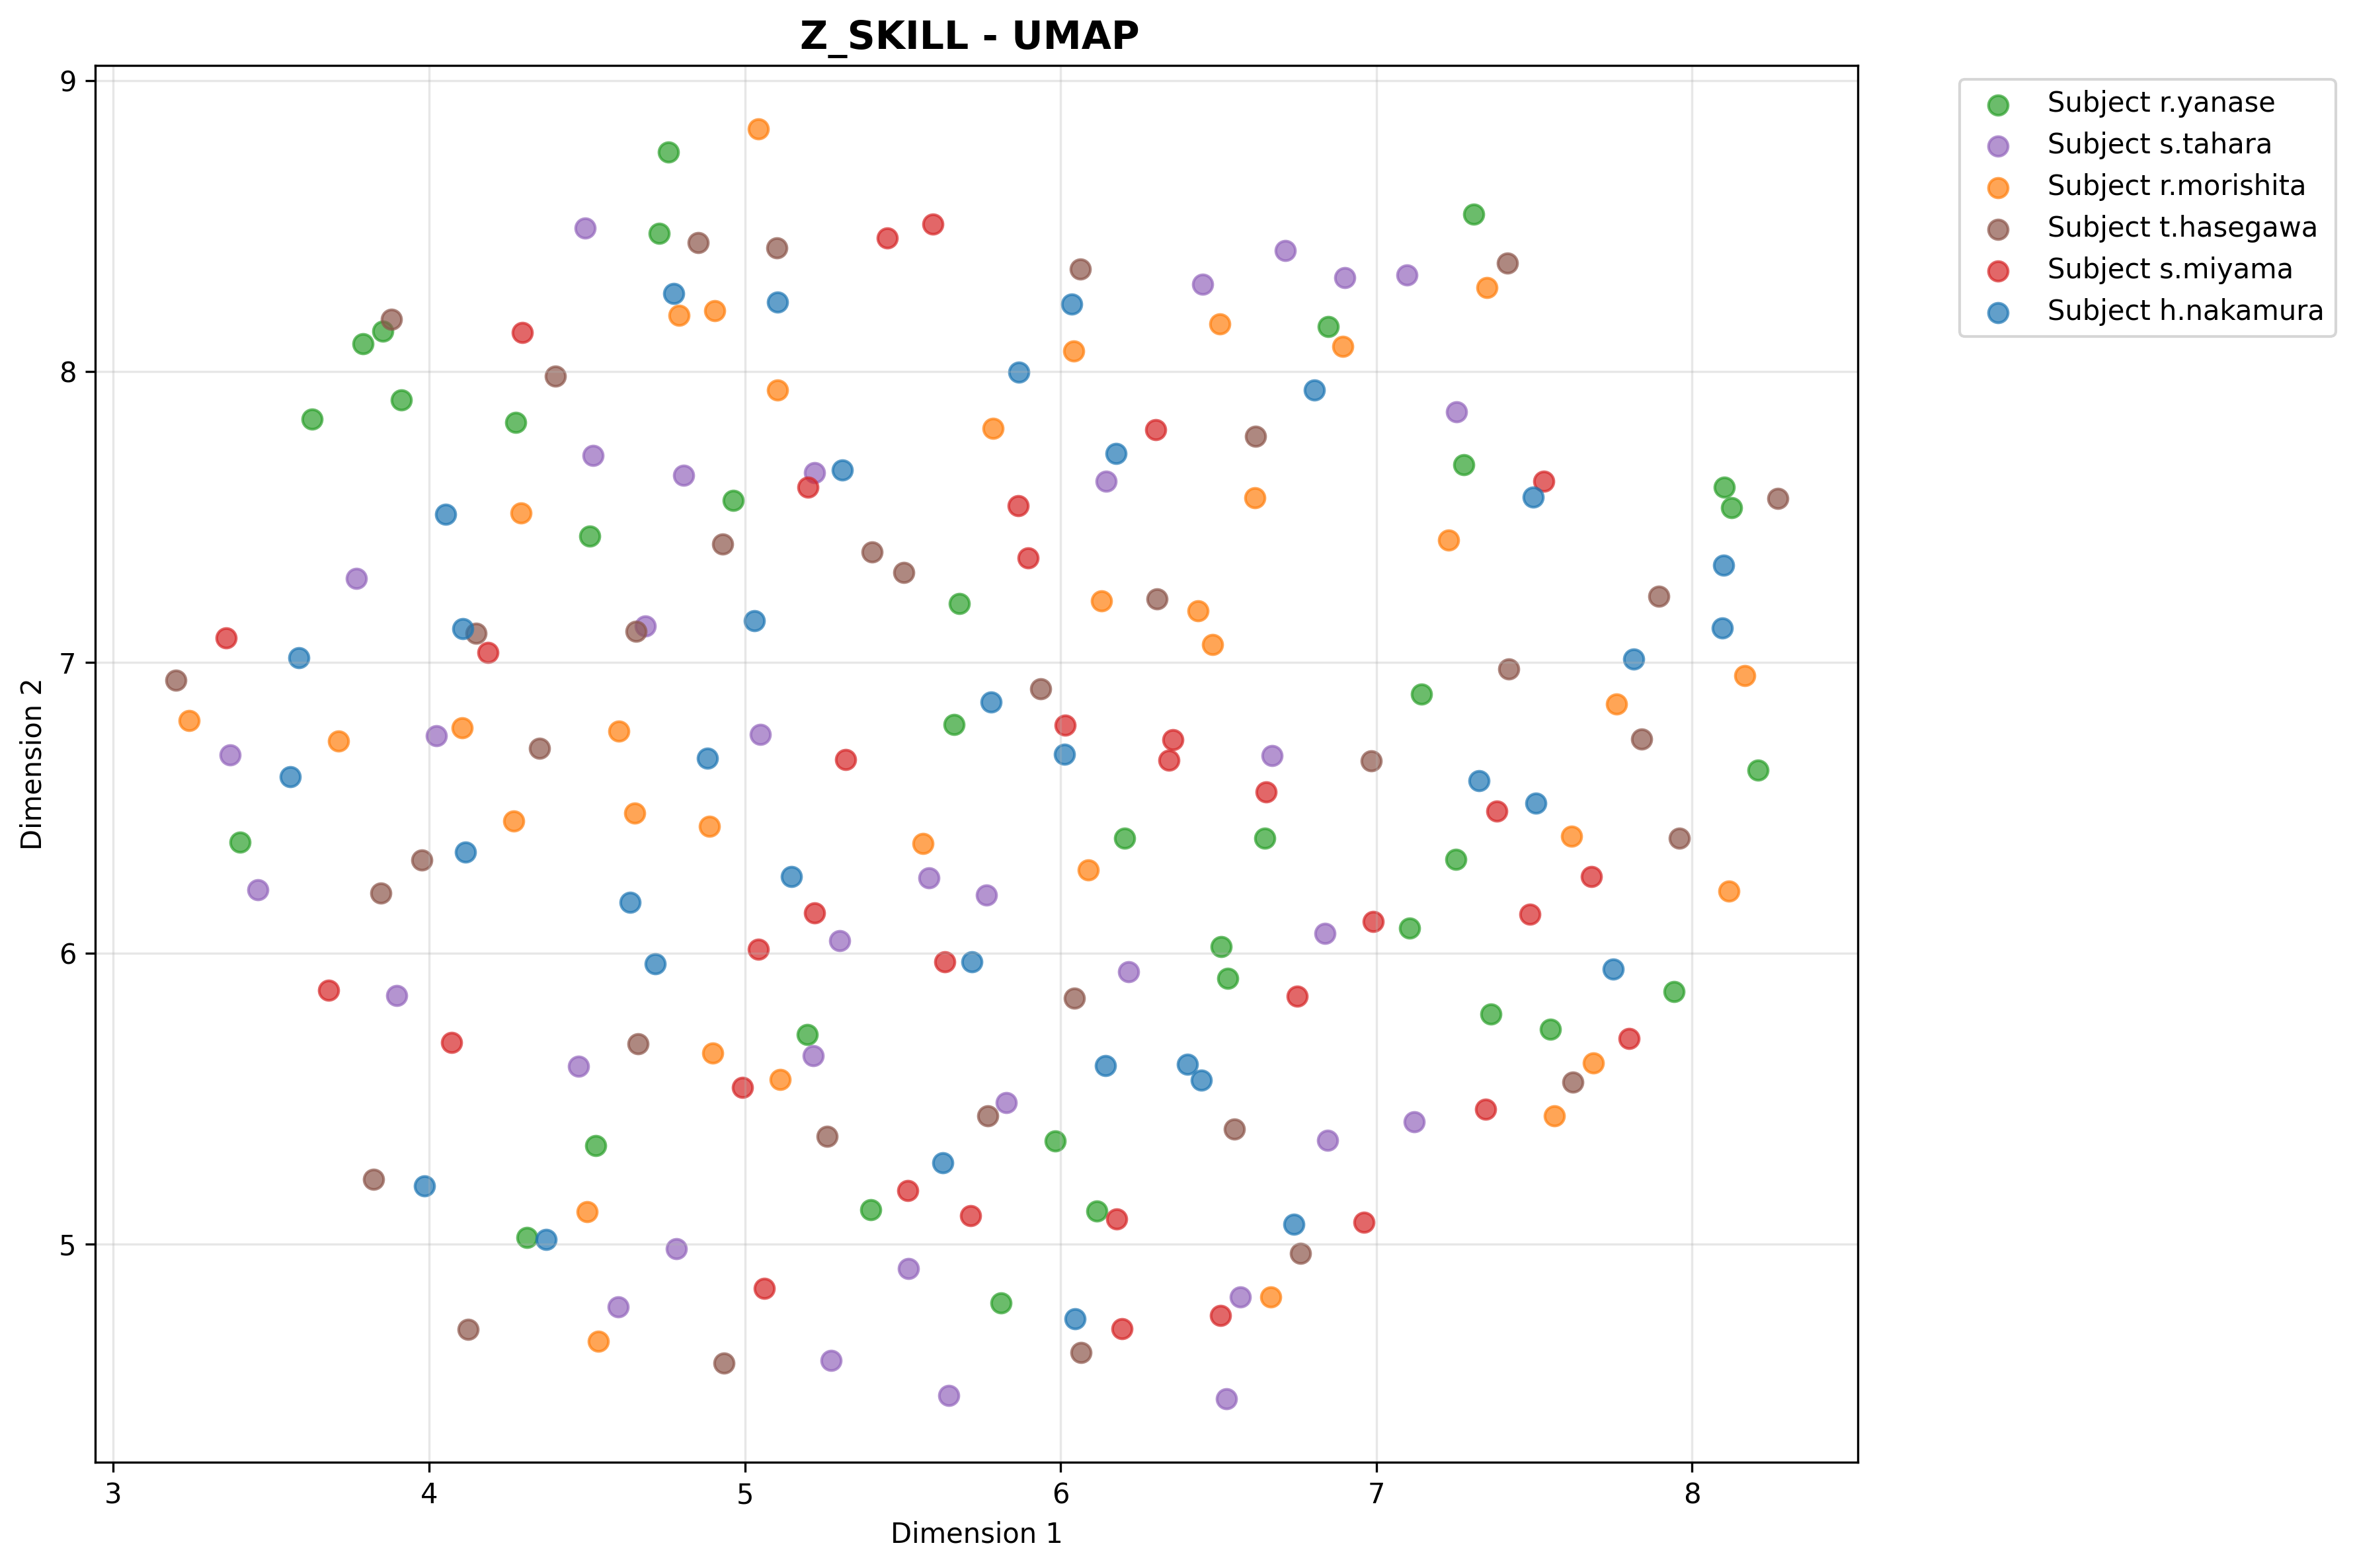 Z_SKILL - UMAP
9
8
7
6
5
Dimension 2
3
4
5
6
7
8
Dimension 1
Subject r.yanase
Subject s.tahara
Subject r.morishita
Subject t.hasegawa
Subject s.miyama
Subject h.nakamura